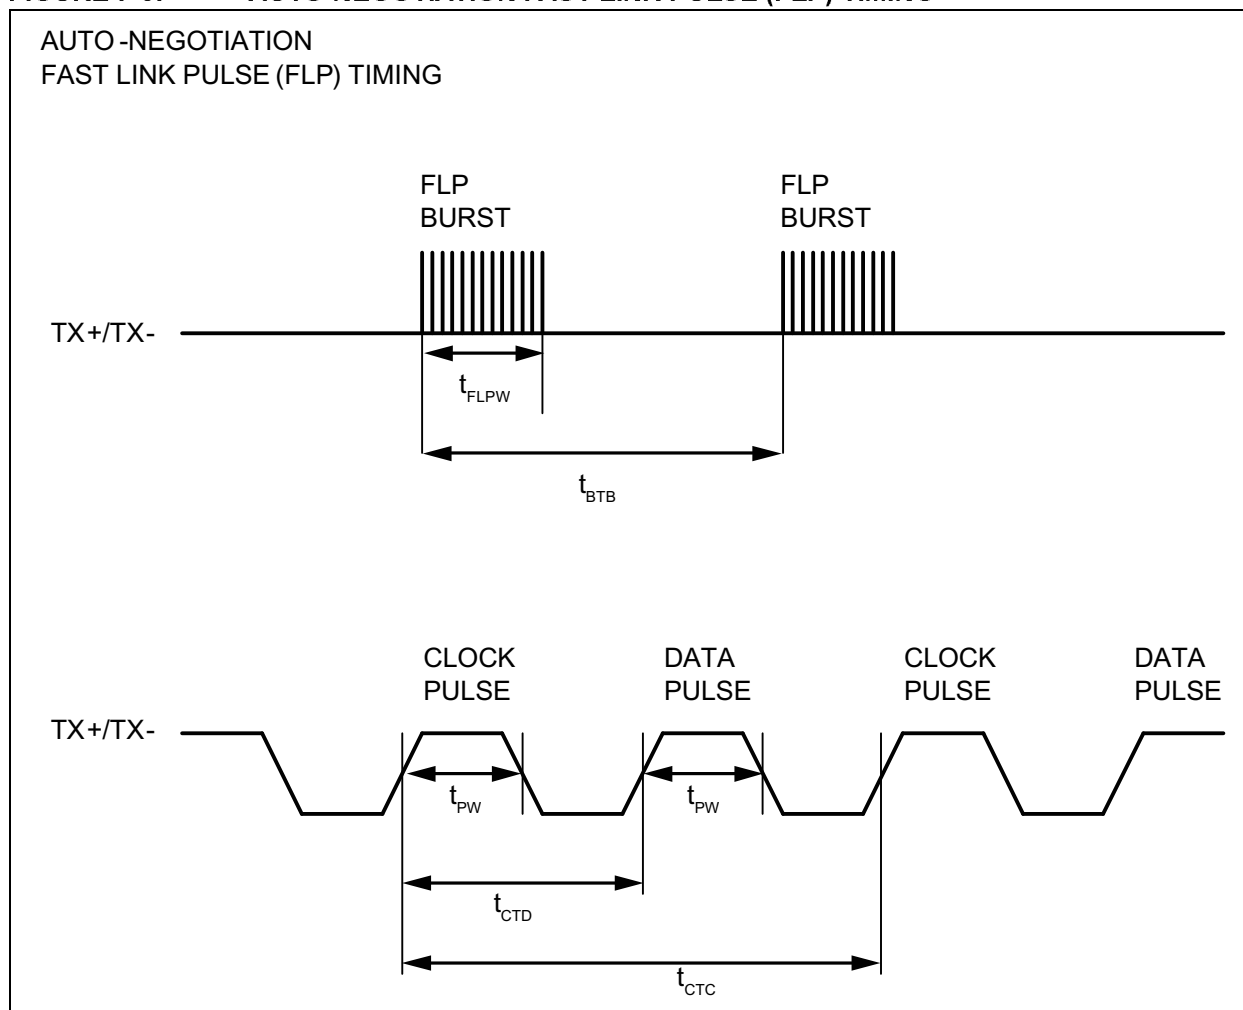 AUTO-NEGOTIATION
FAST LINK PULSE (FLP) TIMING
FLP
BURST
FLP
BURST
TX+/TX-
tFLPW
tBTB
CLOCK
PULSE
DATA
PULSE
CLOCK
PULSE
DATA
PULSE
TX+/TX-
tPW
tPW
tCTD
tCTC